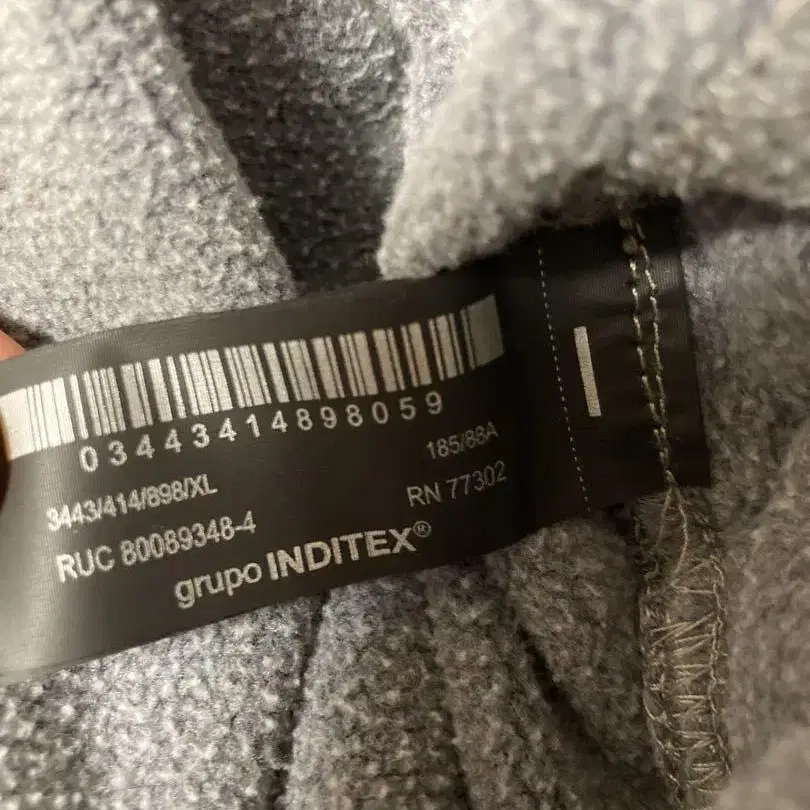 03443414898059
3443/414/898/XL
185/88A
RUC 80089348-4
RN 77302
grupo INDITEX®